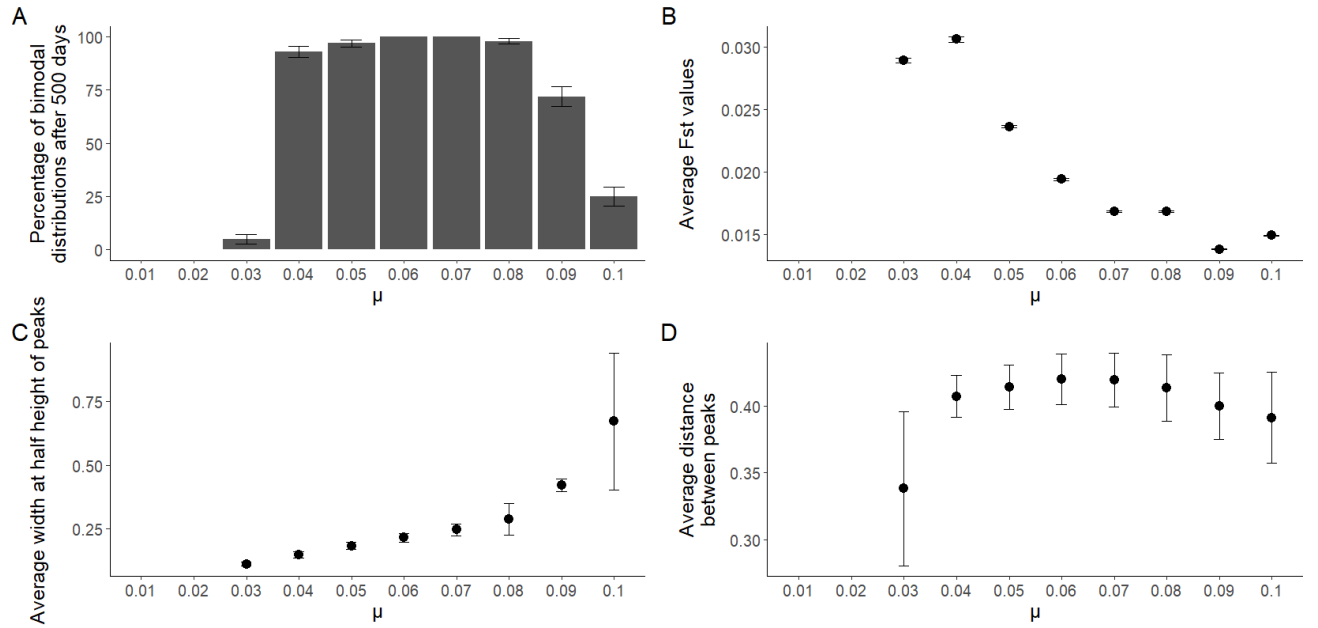 A
Percentage of bimodal
distributions after 500 days
100
75
50
25
0
0.01 0.02 0.03 0.04 0.05 0.06 0.07 0.08 0.09 0.1
μ
B
Average Fst values
0.030
0.025
0.020
0.015
0.01 0.02 0.03 0.04 0.05 0.06 0.07 0.08 0.09 0.1
μ
C
Average width at half height of peaks
0.75
0.50
0.25
0.01 0.02 0.03 0.04 0.05 0.06 0.07 0.08 0.09 0.1
μ
D
Average distance
between peaks
0.40
0.35
0.30
0.01 0.02 0.03 0.04 0.05 0.06 0.07 0.08 0.09 0.1
μ